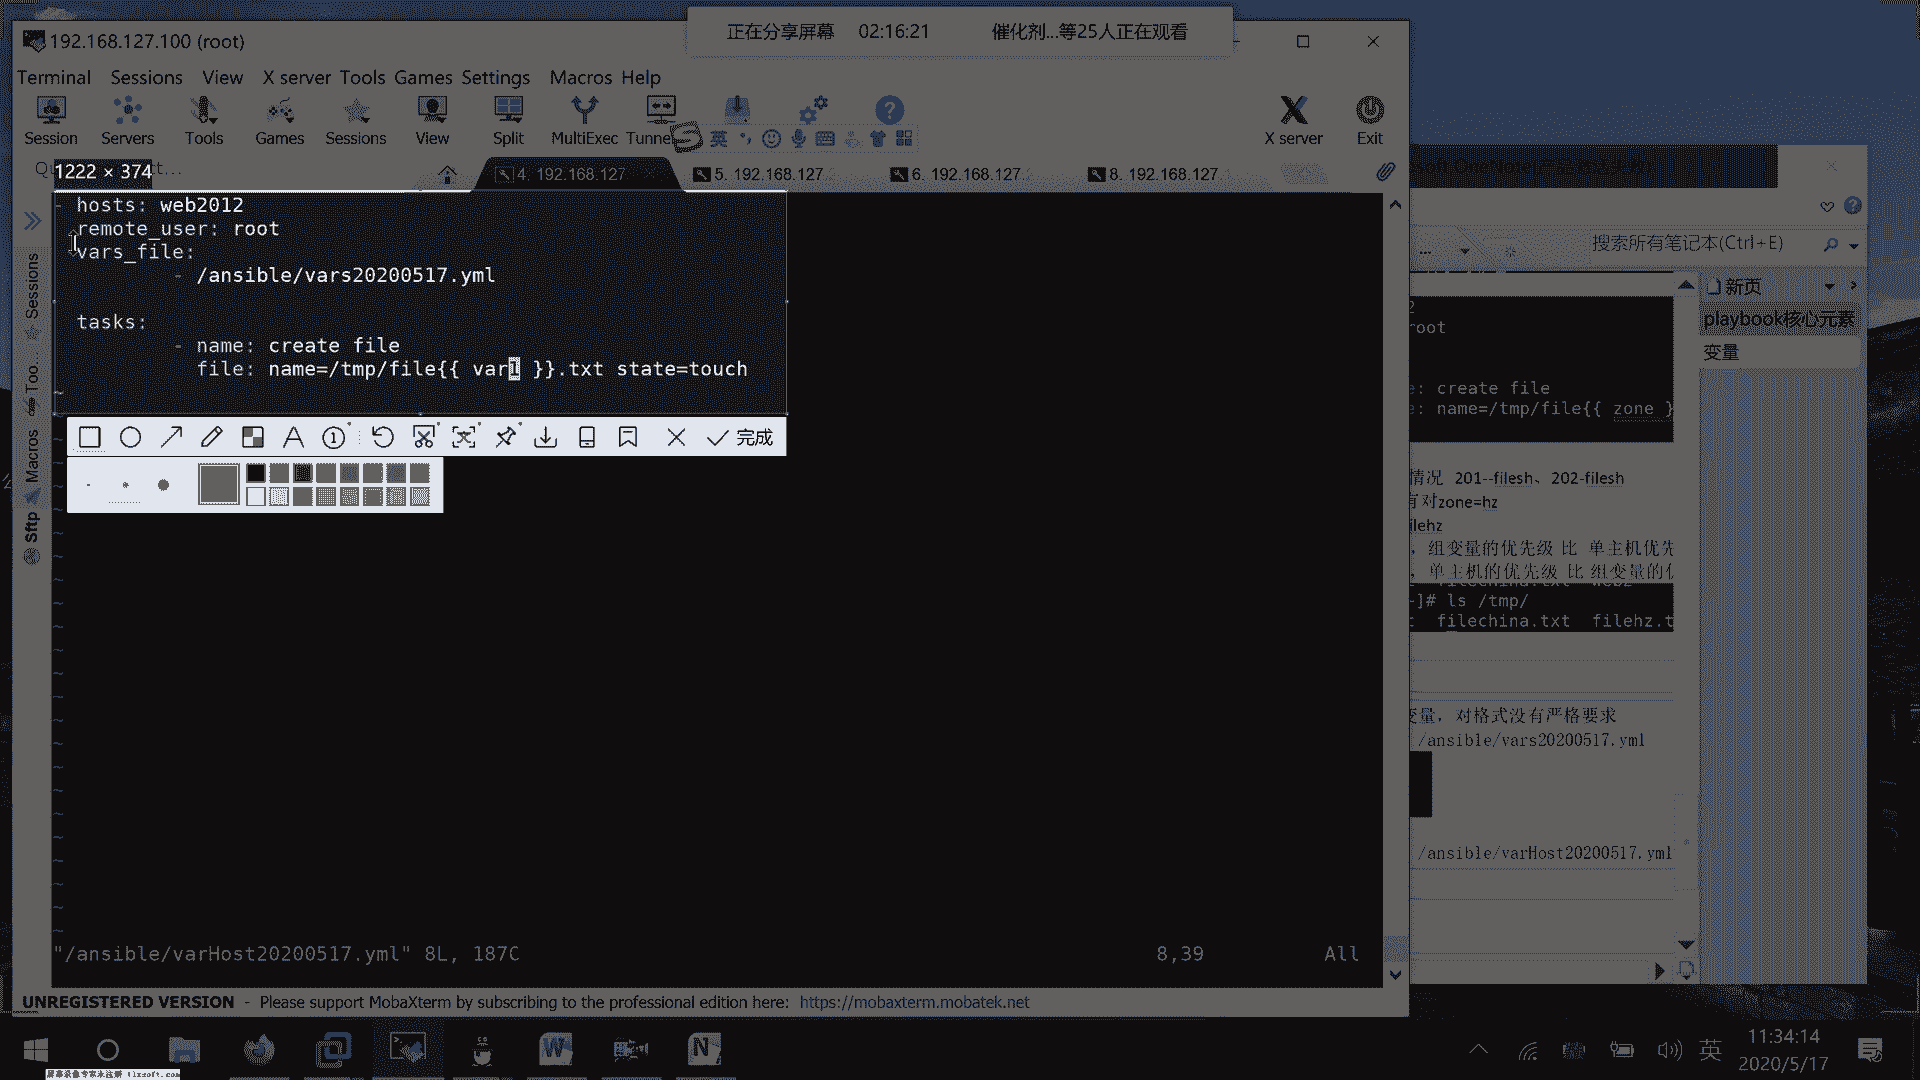 正在分享屏幕 02:16:21 催化剂...等25人正在观看
192.168.127.100 (root)
Terminal Sessions View X server Tools Games Settings Macros Help
Session Servers Tools Games Sessions View Split MultiExec Tunne 英 X server Exit
1222 × 374
4. 192.168.127 5. 192.168.127 6. 192.168.127. 8. 192.168.127.
- hosts: web2012
remote_user: root
vars_file:
- /ansible/vars20200517.yml
tasks:
- name: create file
file: name=/tmp/file{{ var1 }}.txt state=touch
完成
Sessions
Too...
Macros
Sftp
"/ansible/varHost20200517.yml" 8L, 187C 8,39 All
UNREGISTERED VERSION - Please support MobaXterm by subscribing to the professional edition here: https://mobaxterm.mobatek.net
搜索所有笔记本(Ctrl+E)
新页
playbook核心元素
变量
root
: create file
: name=/tmp/file{{ zone }
情况 201--filesh、202-filesh
有对zone=hz
filehz
，组变量的优先级 比 单主机优先
，单主机的优先级 比 组变量的优
~]# ls /tmp/
filechina.txt filehz.t
变量，对格式没有严格要求
/ansible/vars20200517.yml
/ansible/varHost20200517.yml
英
11:34:14
2020/5/17